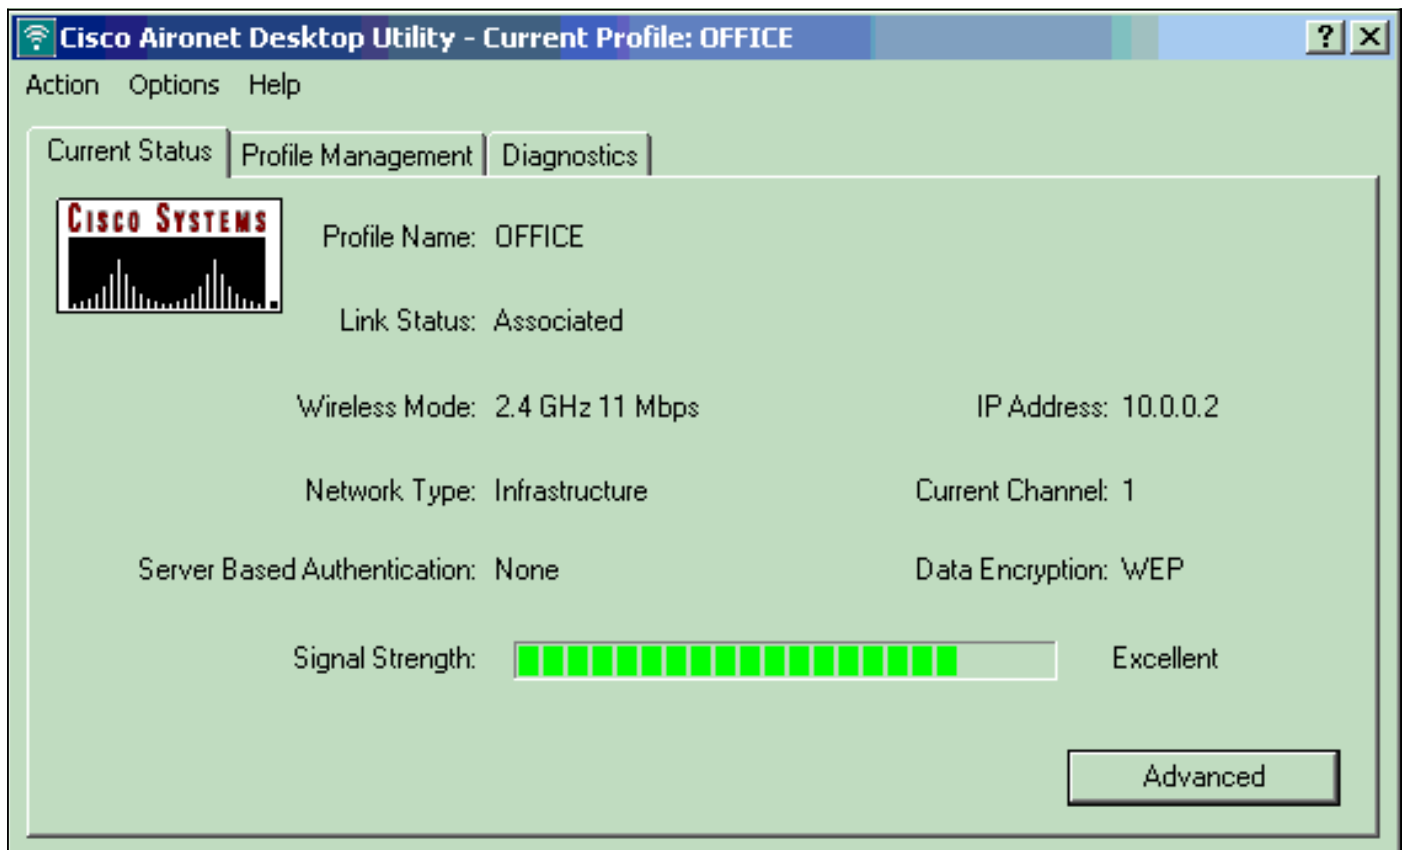 Cisco Aironet Desktop Utility - Current Profile: OFFICE ? X
Action Options Help
Current Status Profile Management Diagnostics
CISCO SYSTEMS
Profile Name: OFFICE
Link Status: Associated
Wireless Mode: 2.4 GHz 11 Mbps IP Address: 10.0.0.2
Network Type: Infrastructure Current Channel: 1
Server Based Authentication: None Data Encryption: WEP
Signal Strength: Excellent
Advanced